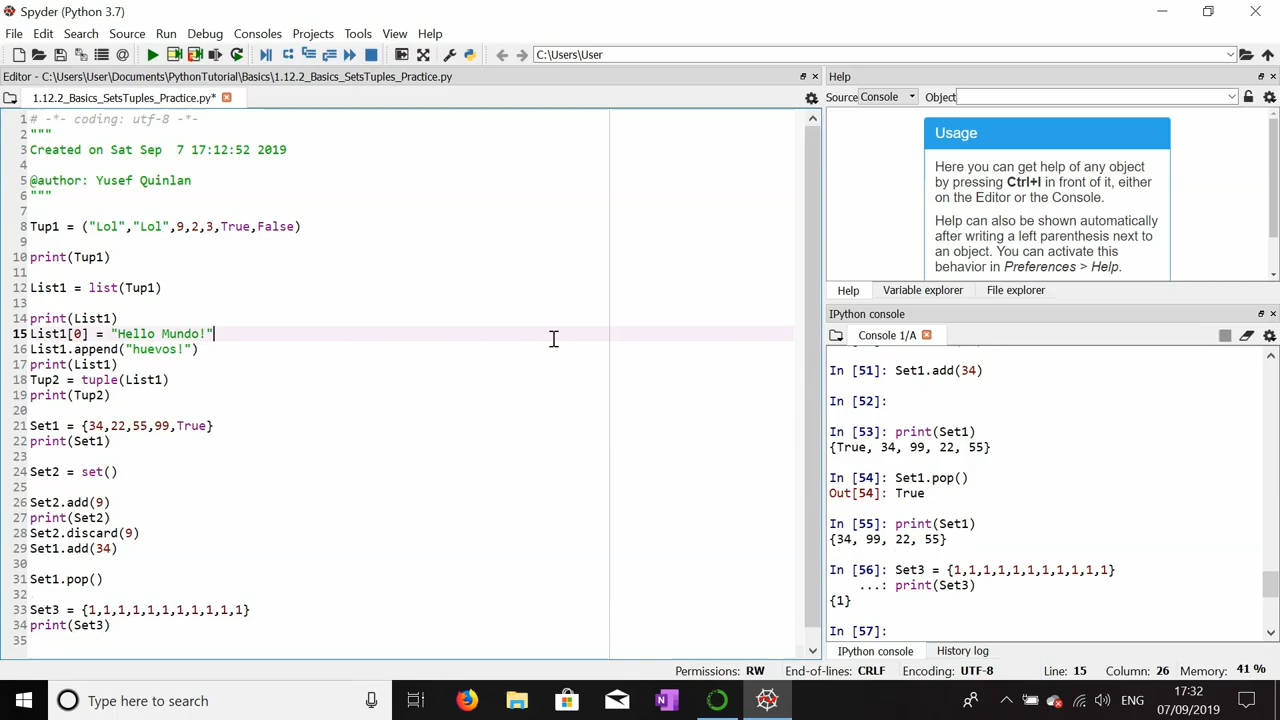 Spyder (Python 3.7)
File Edit Search Source Run Debug Consoles Projects Tools View Help
C:\Users\User
Editor - C:\Users\User\Documents\PythonTutorial\Basics\1.12.2_Basics_SetsTuples_Practice.py
1.12.2_Basics_SetsTuples_Practice.py*
1 # -*- coding: utf-8 -*-
2 """
3 Created on Sat Sep  7 17:12:52 2019
4
5 @author: Yusef Quinlan
6 """
7
8 Tup1 = ("Lol","Lol",9,2,3,True,False)
9
10 print(Tup1)
11
12 List1 = list(Tup1)
13
14 print(List1)
15 List1[0] = "Hello Mundo!"
16 List1.append("huevos!")
17 print(List1)
18 Tup2 = tuple(List1)
19 print(Tup2)
20
21 Set1 = {34,22,55,99,True}
22 print(Set1)
23
24 Set2 = set()
25
26 Set2.add(9)
27 print(Set2)
28 Set2.discard(9)
29 Set1.add(34)
30
31 Set1.pop()
32
33 Set3 = {1,1,1,1,1,1,1,1,1,1,1}
34 print(Set3)
35
Help
Source Console Object
Usage
Here you can get help of any object
by pressing Ctrl+I in front of it, either
on the Editor or the Console.
Help can also be shown automatically
after writing a left parenthesis next to
an object. You can activate this
behavior in Preferences > Help.
Help Variable explorer File explorer
IPython console
Console 1/A
In [51]: Set1.add(34)
In [52]:
In [53]: print(Set1)
{True, 34, 99, 22, 55}
In [54]: Set1.pop()
Out[54]: True
In [55]: print(Set1)
{34, 99, 22, 55}
In [56]: Set3 = {1,1,1,1,1,1,1,1,1,1,1}
...: print(Set3)
{1}
In [57]:
IPython console History log
Permissions: RW End-of-lines: CRLF Encoding: UTF-8 Line: 15 Column: 26 Memory: 41 %
Type here to search
ENG
17:32
07/09/2019